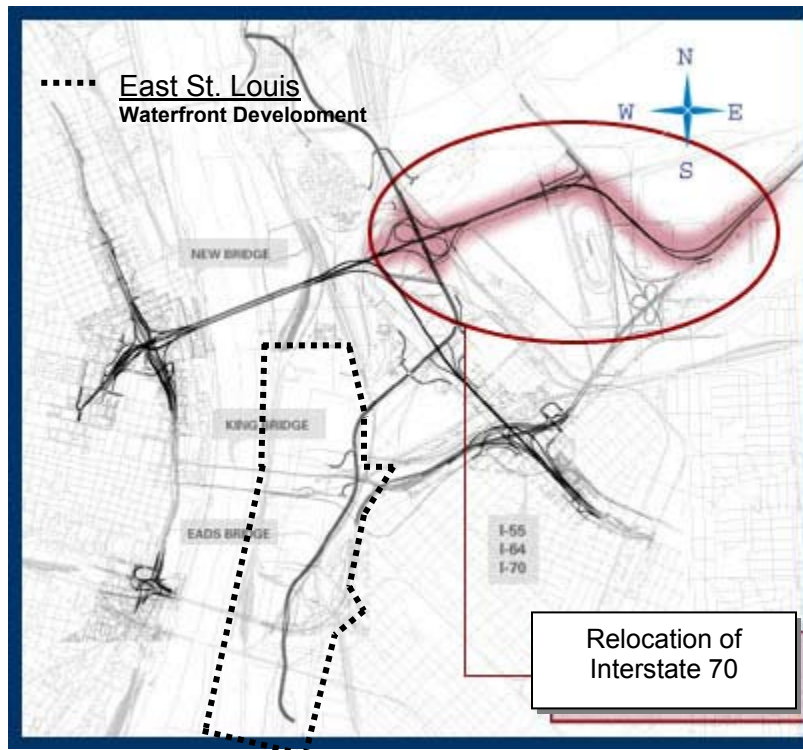 East St. Louis
Waterfront Development
N
W E
S
NEW BRIDGE
KING BRIDGE
EADS BRIDGE
I-55
I-64
I-70
Relocation of
Interstate 70